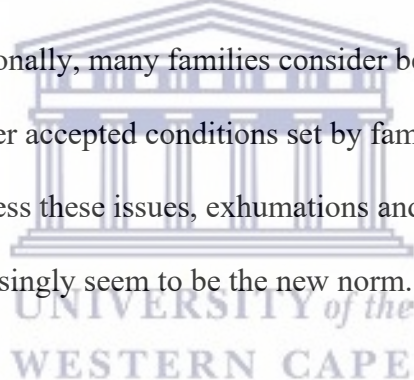 onally, many families consider be
er accepted conditions set by fam
ess these issues, exhumations and
singly seem to be the new norm.
UNIVERSITY of the
WESTERN CAPE